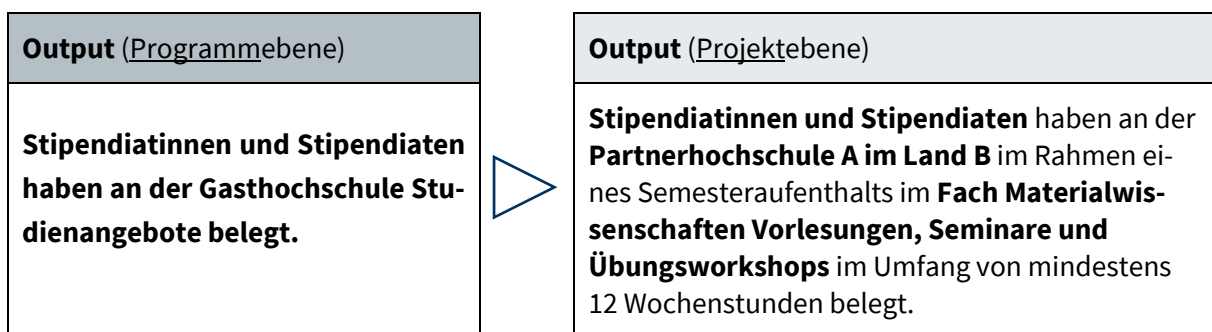 Output (Programmebene)
Stipendiatinnen und Stipendiaten
haben an der Gasthochschule Stu-
dienangebote belegt.
Output (Projektebene)
Stipendiatinnen und Stipendiaten haben an der
Partnerhochschule A im Land B im Rahmen ei-
nes Semesteraufenthalts im Fach Materialwis-
senschaften Vorlesungen, Seminare und
Übungsworkshops im Umfang von mindestens
12 Wochenstunden belegt.